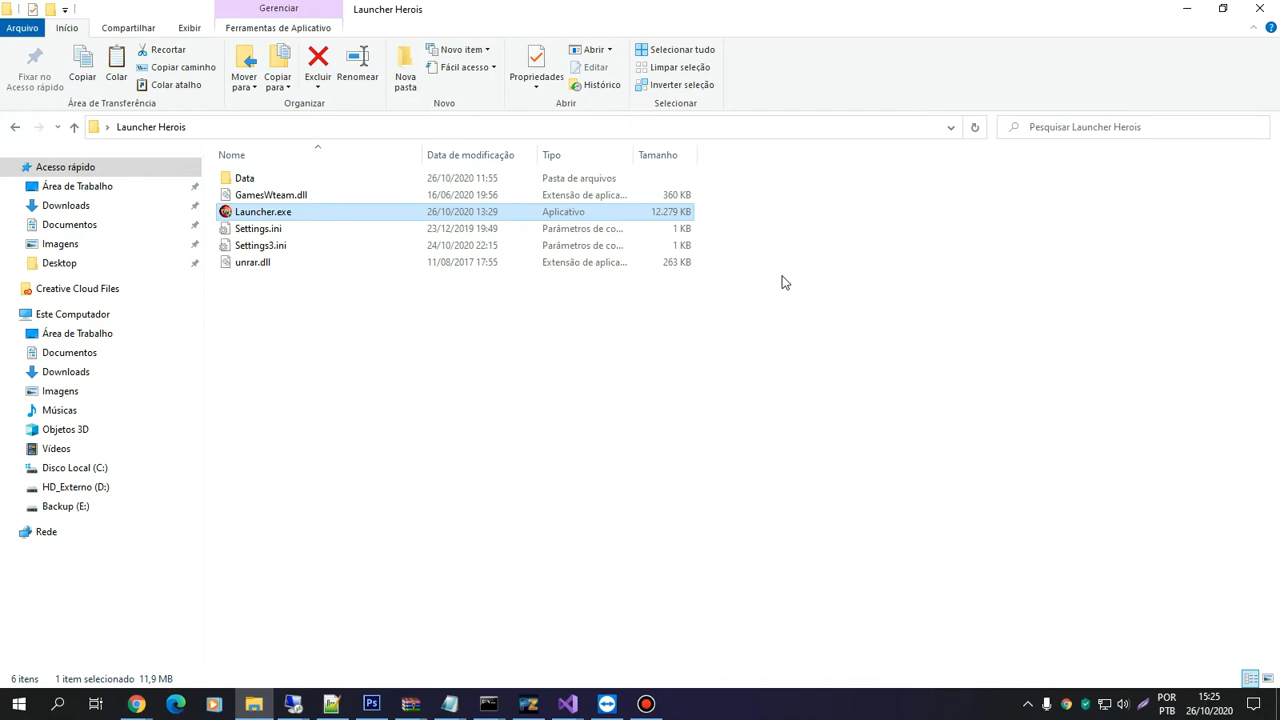 Gerenciar
Launcher Herois
Arquivo
Início
Compartilhar
Exibir
Ferramentas de Aplicativo
Fixar no Acesso rápido
Copiar
Colar
Recortar
Copiar caminho
Colar atalho
Mover para
Copiar para
Excluir
Renomear
Nova pasta
Novo item
Fácil acesso
Propriedades
Abrir
Editar
Histórico
Selecionar tudo
Limpar seleção
Inverter seleção
Área de Transferência
Organizar
Novo
Abrir
Selecionar
Launcher Herois
Pesquisar Launcher Herois
Nome
Data de modificação
Tipo
Tamanho
Data 26/10/2020 11:55 Pasta de arquivos
GamesWteam.dll 16/06/2020 19:56 Extensão de aplica... 360 KB
Launcher.exe 26/10/2020 13:29 Aplicativo 12.279 KB
Settings.ini 23/12/2019 19:49 Parâmetros de co... 1 KB
Settings3.ini 24/10/2020 22:15 Parâmetros de co... 1 KB
unrar.dll 11/08/2017 17:55 Extensão de aplica... 263 KB
Acesso rápido
Área de Trabalho
Downloads
Documentos
Imagens
Desktop
Creative Cloud Files
Este Computador
Área de Trabalho
Documentos
Downloads
Imagens
Músicas
Objetos 3D
Vídeos
Disco Local (C:)
HD_Externo (D:)
Backup (E:)
Rede
6 itens
1 item selecionado 11,9 MB
Ps
POR
PTB
15:25
26/10/2020